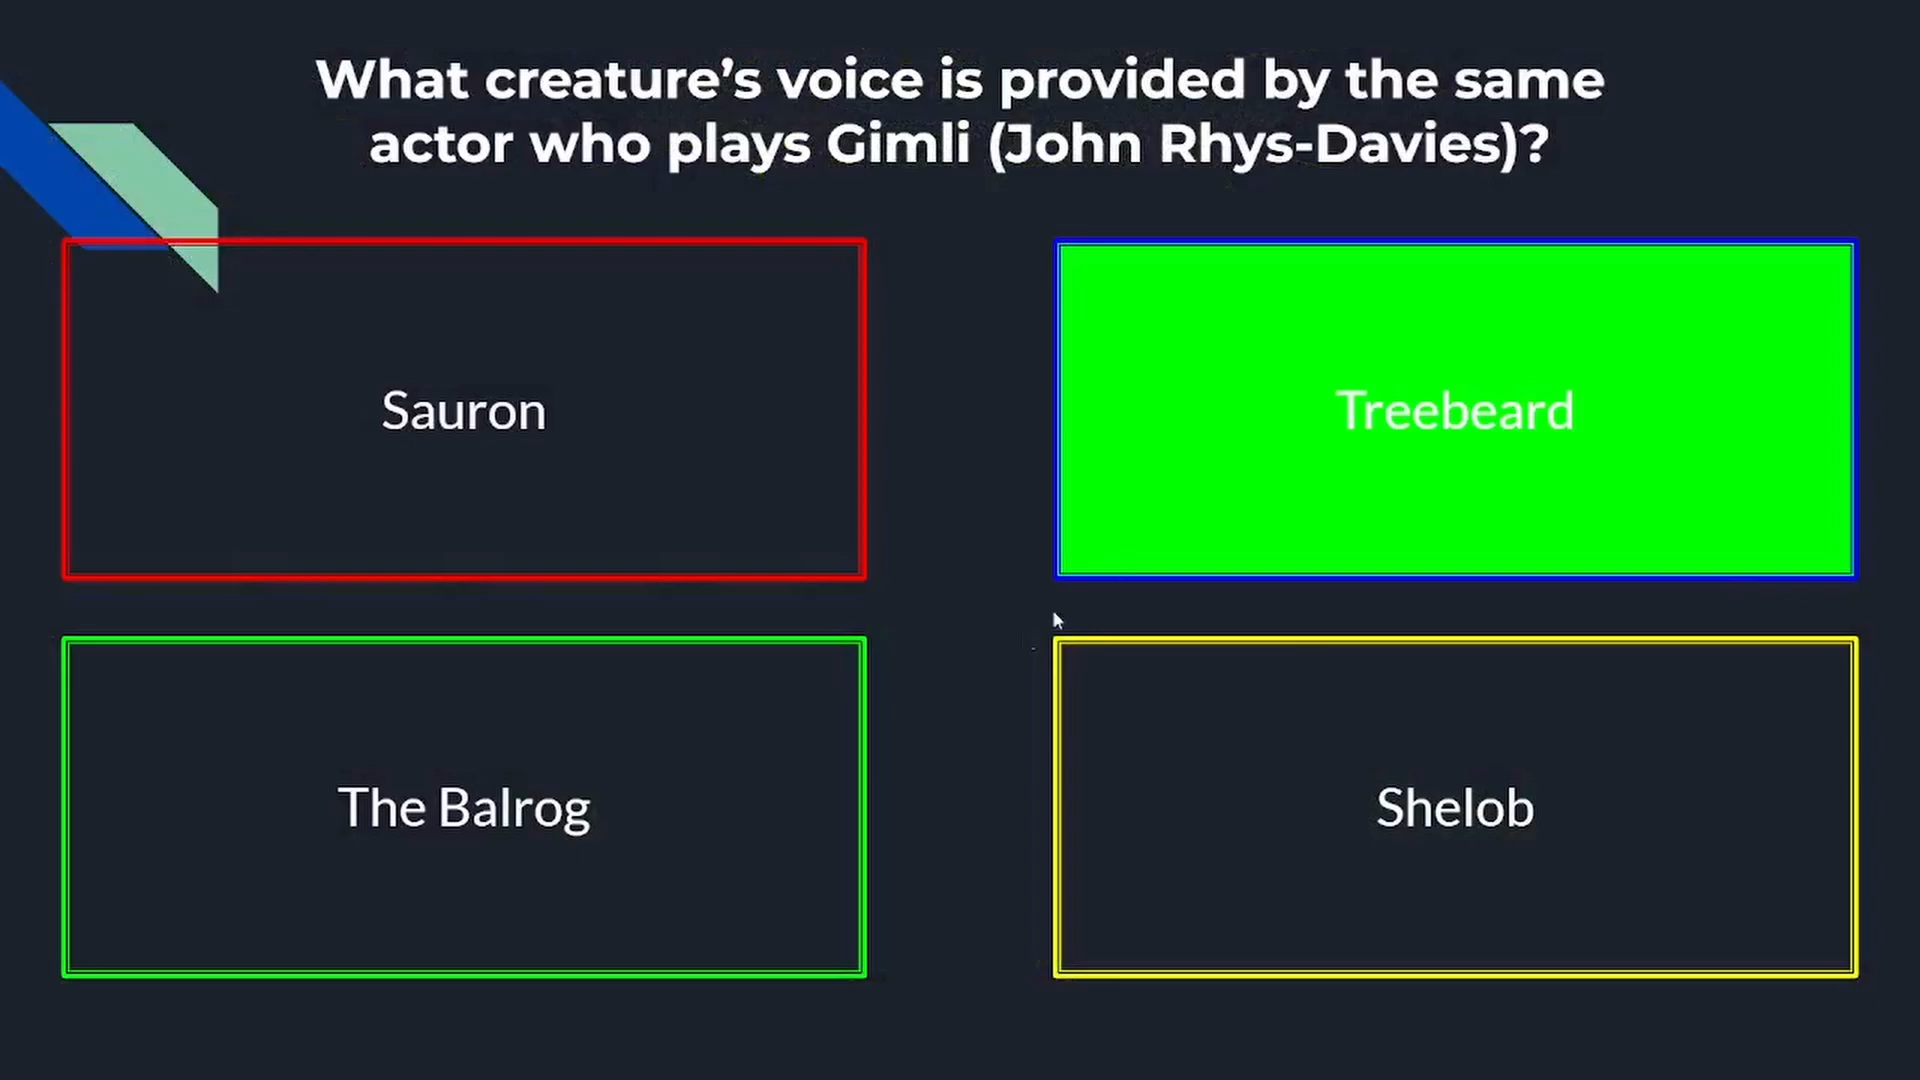 What creature’s voice is provided by the same
actor who plays Gimli (John Rhys-Davies)?
Sauron
Treebeard
The Balrog
Shelob